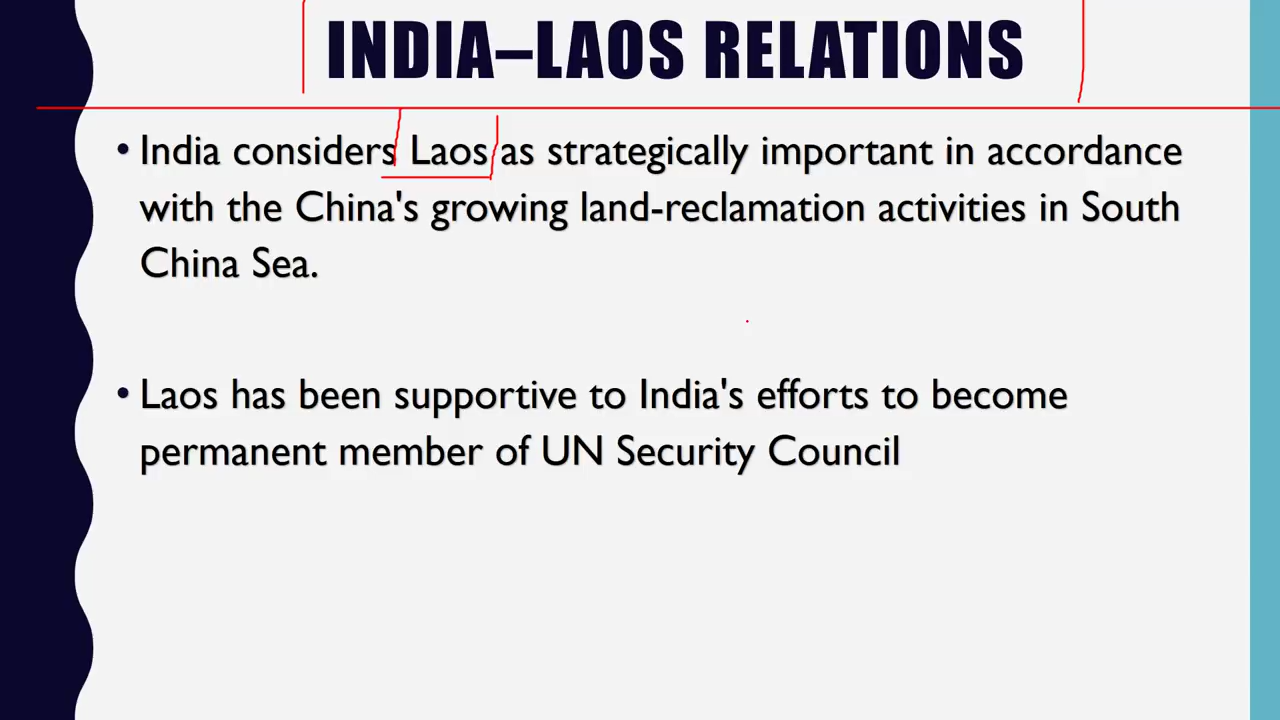 INDIA–LAOS RELATIONS
• India considers Laos as strategically important in accordance
with the China's growing land-reclamation activities in South
China Sea.
• Laos has been supportive to India's efforts to become
permanent member of UN Security Council